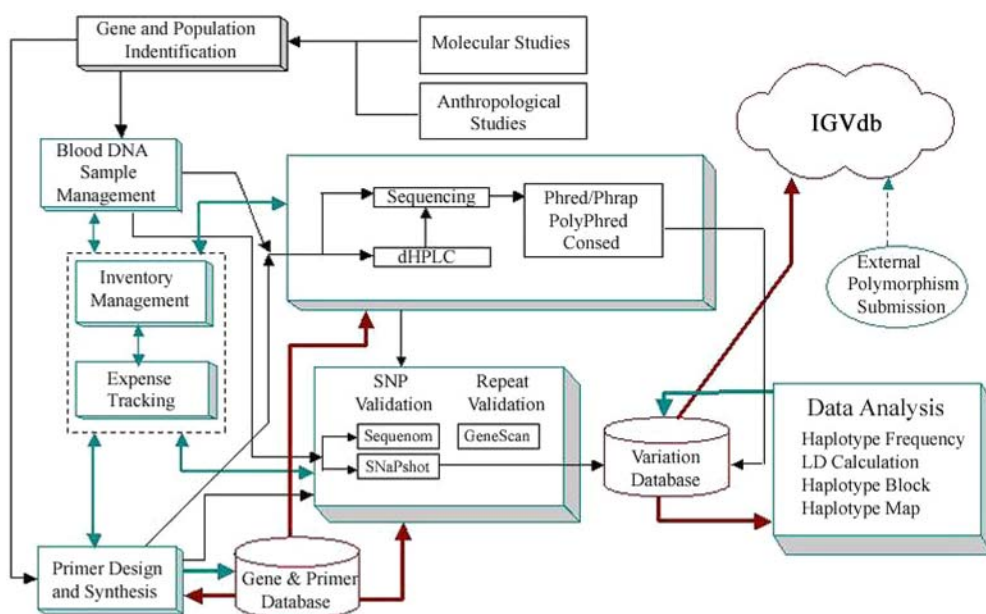 Gene and Population
Indentification
Molecular Studies
Anthropological
Studies
IGVdb
Blood DNA
Sample
Management
Sequencing
dHPLC
Phred/Phrap
PolyPhred
Consed
External
Polymorphism
Submission
Inventory
Management
Expense
Tracking
SNP
Validation
Repeat
Validation
Sequenom
GeneScan
SNaPshot
Variation
Database
Data Analysis
Haplotype Frequency
LD Calculation
Haplotype Block
Haplotype Map
Primer Design
and Synthesis
Gene & Primer
Database